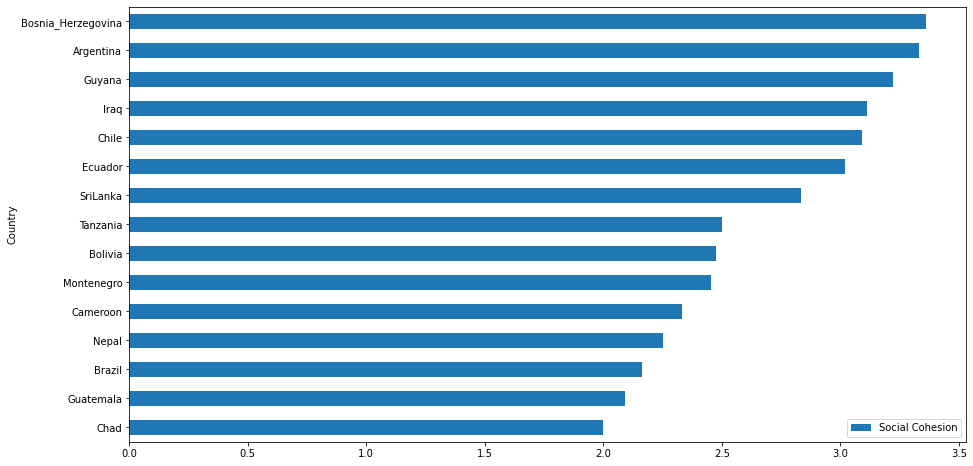 Country
Bosnia_Herzegovina
Argentina
Guyana
Iraq
Chile
Ecuador
SriLanka
Tanzania
Bolivia
Montenegro
Cameroon
Nepal
Brazil
Guatemala
Chad
Social Cohesion
0.0 0.5 1.0 1.5 2.0 2.5 3.0 3.5